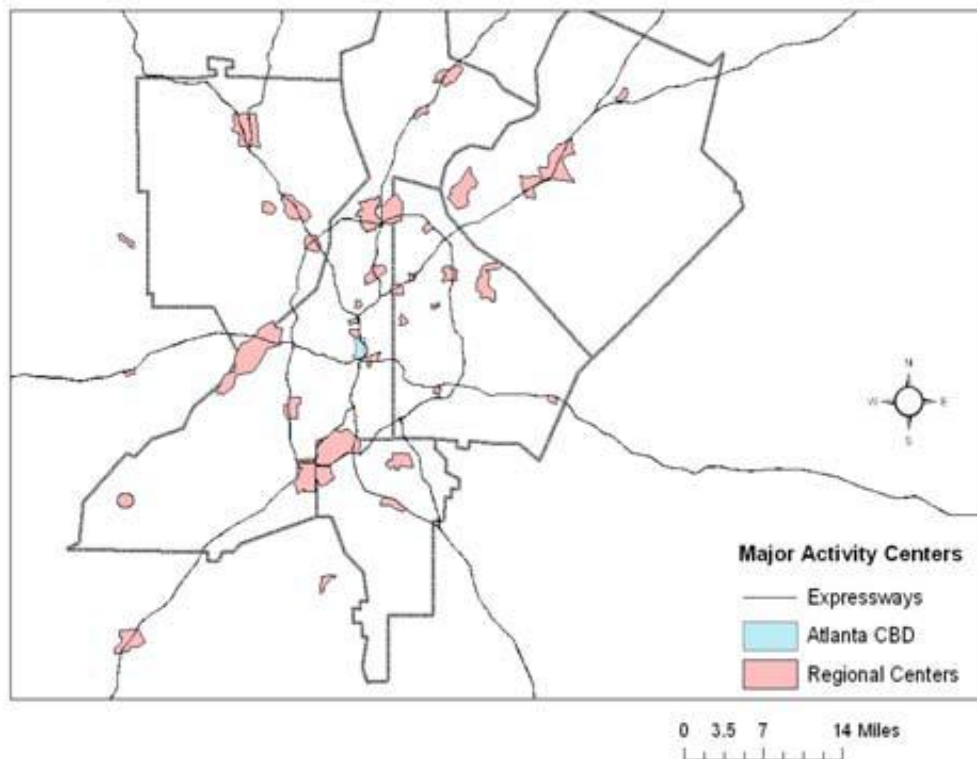 N
W E
S
Major Activity Centers
Expressways
Atlanta CBD
Regional Centers
0 3.5 7 14 Miles